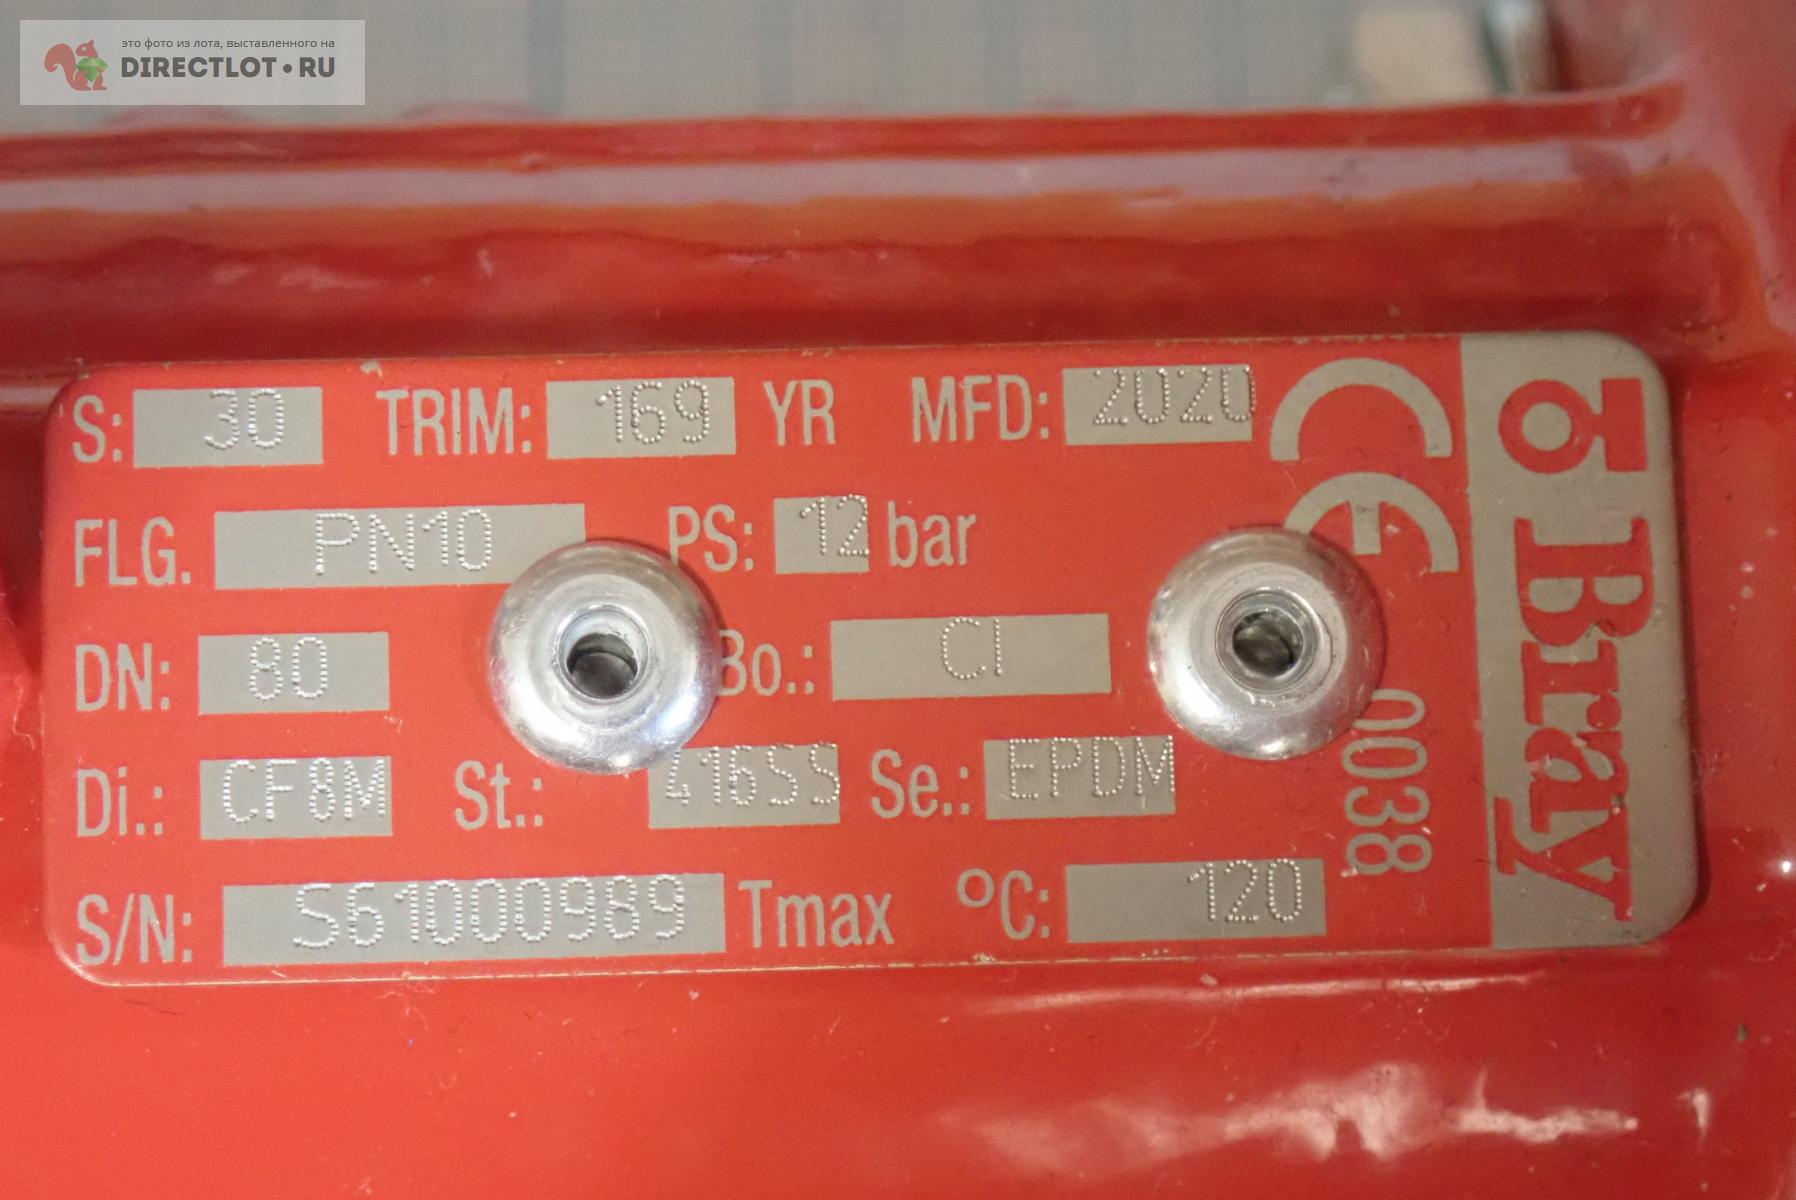 это фото из лота, выставленного на
DIRECTLOT•RU
S: 30 TRIM: 169 YR MFD: 2020
FLG. PN10 PS: 12 bar
DN: 80 Bo.: CI
Di.: CF8M St.: 416SS Se.: EPDM
S/N: S61000989 Tmax °C: 120
CE
0038
Bray